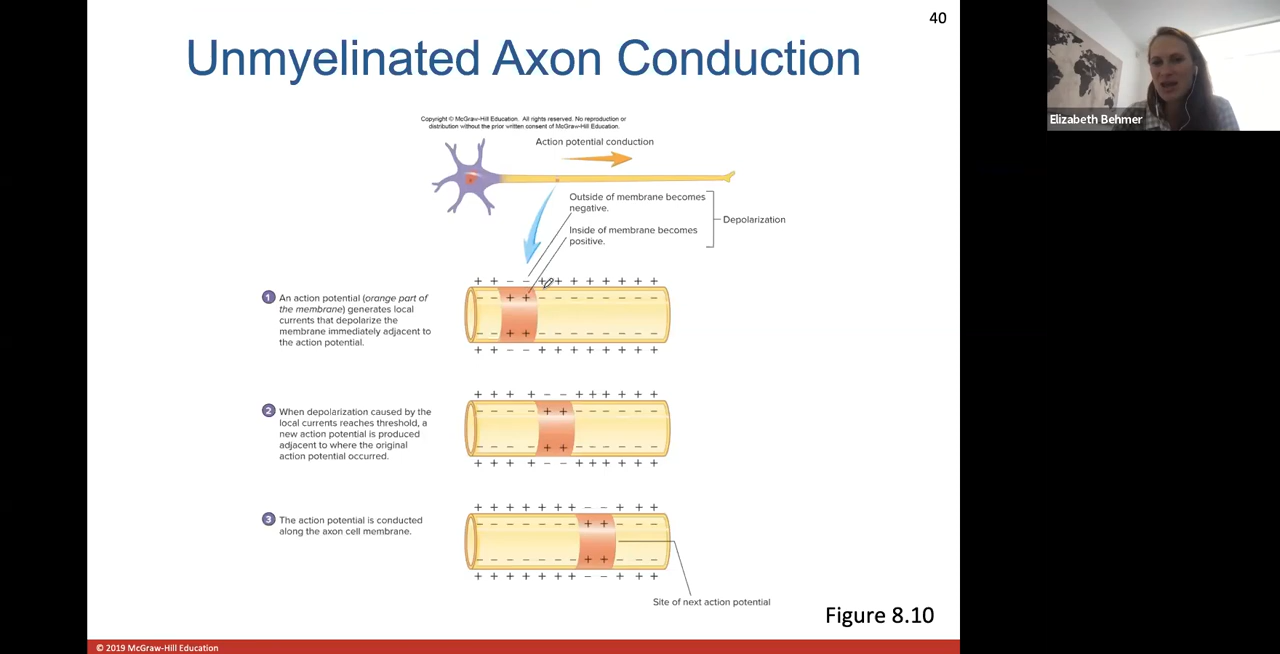 40
Unmyelinated Axon Conduction
Elizabeth Behmer
Copyright © McGraw-Hill Education. All rights reserved. No reproduction or
distribution without the prior written consent of McGraw-Hill Education.
Action potential conduction
Outside of membrane becomes
negative.
Depolarization
Inside of membrane becomes
positive.
+ + – – + + + + + + + +
1 An action potential (orange part of
the membrane) generates local
currents that depolarize the
membrane immediately adjacent to
the action potential.
– – + + – – – – – – – –
– – + + – – – – – – – –
+ + – – + + + + + + + +
+ + + + – – + + + + + +
2 When depolarization caused by the
local currents reaches threshold, a
new action potential is produced
adjacent to where the original
action potential occurred.
– – – – + + – – – – – –
– – – – + + – – – – – –
+ + + + – – + + + + + +
+ + + + + + + – – + + +
3 The action potential is conducted
along the axon cell membrane.
– – – – – – – + + – – –
– – – – – – – + + – – –
+ + + + + + + – – + + +
Site of next action potential
Figure 8.10
© 2019 McGraw-Hill Education